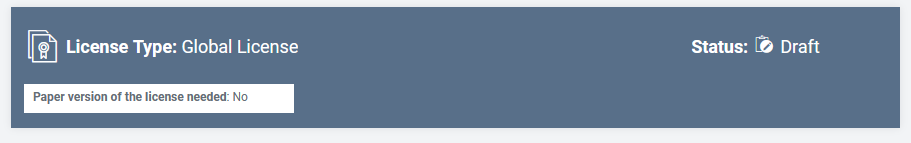 License Type: Global License
Status: Draft
Paper version of the license needed: No